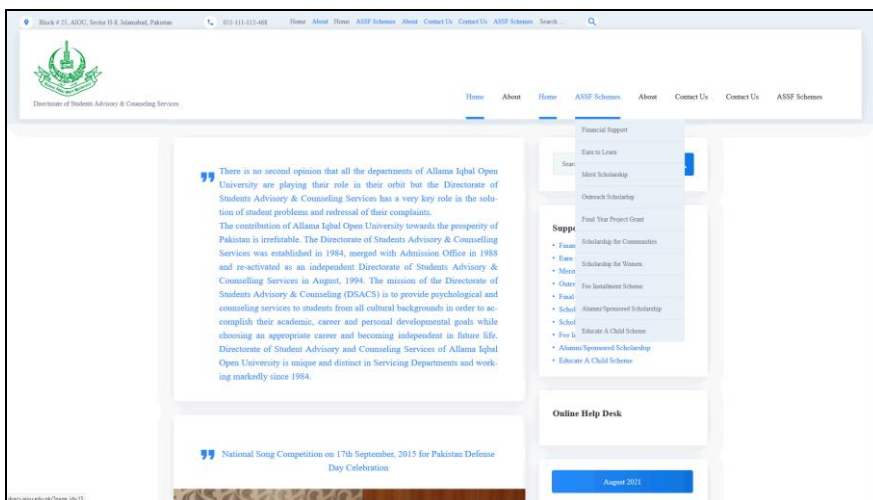 Block # 21, AIOU, Sector H-8, Islamabad, Pakistan
051-111-112-468
Home About Home ASSF Schemes About Contact Us Contact Us ASSF Schemes Search ...
Directorate of Students Advisory & Counseling Services
Home About Home ASSF Schemes About Contact Us Contact Us ASSF Schemes
Financial Support
Earn to Learn
Merit Scholarship
Outreach Scholarhip
Final Year Project Grant
Scholarship for Communities
Scholarship for Women
Fee Instalment Scheme
Alumni/Sponsored Scholarship
Educate A Child Scheme
There is no second opinion that all the departments of Allama Iqbal Open
University are playing their role in their orbit but the Directorate of
Students Advisory & Counseling Services has a very key role in the solu-
tion of student problems and redressal of their complaints.
The contribution of Allama Iqbal Open University towards the prosperity of
Pakistan is irrefutable. The Directorate of Students Advisory & Counselling
Services was established in 1984, merged with Admission Office in 1988
and re-activated as an independent Directorate of Students Advisory &
Counselling Services in August, 1994. The mission of the Directorate of
Students Advisory & Counseling (DSACS) is to provide psychological and
counseling services to students from all cultural backgrounds in order to ac-
complish their academic, career and personal developmental goals while
choosing an appropriate career and becoming independent in future life.
Directorate of Student Advisory and Counseling Services of Allama Iqbal
Open University is unique and distinct in Servicing Departments and work-
ing markedly since 1984.
National Song Competition on 17th September, 2015 for Pakistan Defense
Day Celebration
Alumni/Sponsored Scholarship
Educate A Child Scheme
Online Help Desk
August 2021